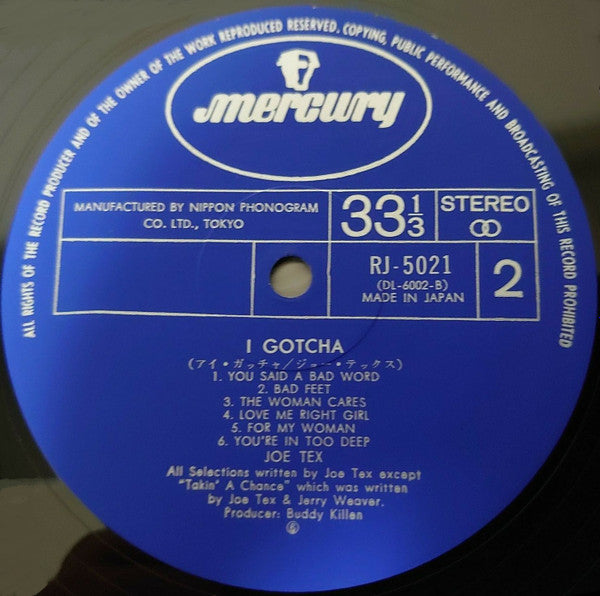 ALL RIGHTS OF THE RECORD PRODUCER AND OF THE OWNER OF THE WORK REPRODUCED RESERVED. COPYING, PUBLIC PERFORMANCE AND BROADCASTING OF THIS RECORD PROHIBITED
mercury
MANUFACTURED BY NIPPON PHONOGRAM
CO. LTD., TOKYO
33 1/3
STEREO
RJ-5021
(DL-6002-B)
MADE IN JAPAN
2
I GOTCHA
(アイ・ガッチャ/ジョー・テックス)
1. YOU SAID A BAD WORD
2. BAD FEET
3. THE WOMAN CARES
4. LOVE ME RIGHT GIRL
5. FOR MY WOMAN
6. YOU'RE IN TOO DEEP
JOE TEX
All Selections written by Joe Tex except
"Takin' A Chance" which was written
by Joe Tex & Jerry Weaver.
Producer: Buddy Killen